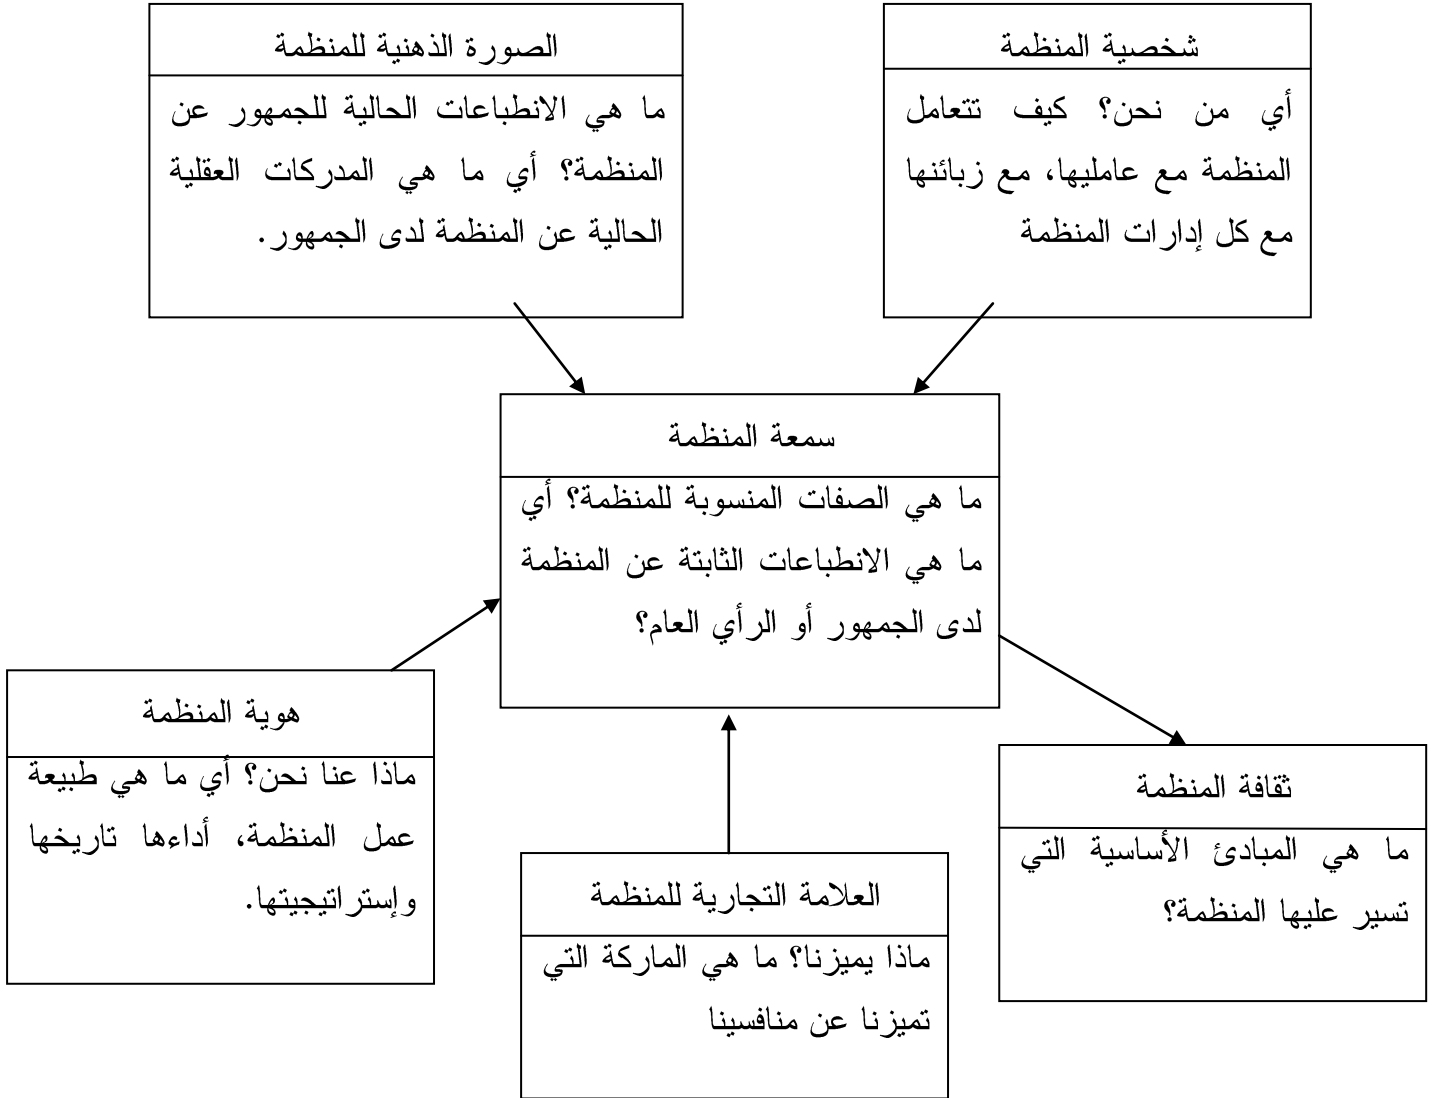 شخصية المنظمة
أي من نحن؟ كيف تتعامل
المنظمة مع عامليها، مع زبائنها
مع كل إدارات المنظمة
الصورة الذهنية للمنظمة
ما هي الانطباعات الحالية للجمهور عن
المنظمة؟ أي ما هي المدركات العقلية
الحالية عن المنظمة لدى الجمهور.
سمعة المنظمة
ما هي الصفات المنسوبة للمنظمة؟ أي
ما هي الانطباعات الثابتة عن المنظمة
لدى الجمهور أو الرأي العام؟
هوية المنظمة
ماذا عنا نحن؟ أي ما هي طبيعة
عمل المنظمة، أداءها تاريخها
وإستراتيجيتها.
ثقافة المنظمة
ما هي المبادئ الأساسية التي
تسير عليها المنظمة؟
العلامة التجارية للمنظمة
ماذا يميزنا؟ ما هي الماركة التي
تميزنا عن منافسينا